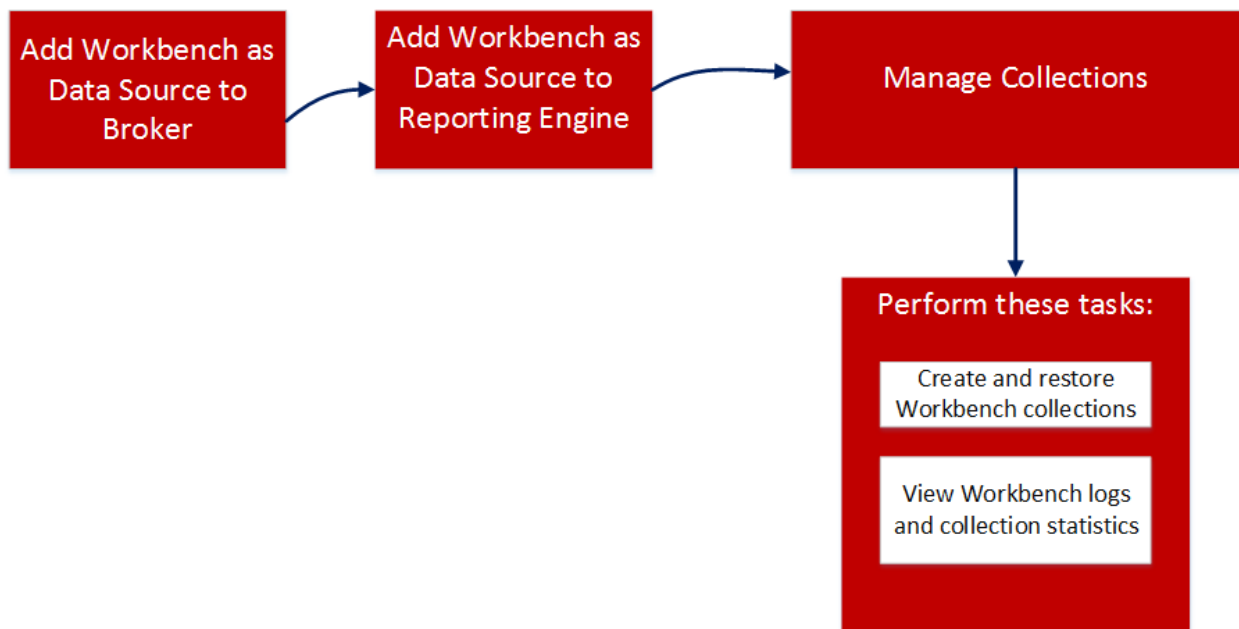 Add Workbench as
Data Source to
Broker
Add Workbench as
Data Source to
Reporting Engine
Manage Collections
Perform these tasks:
Create and restore
Workbench collections
View Workbench logs
and collection statistics